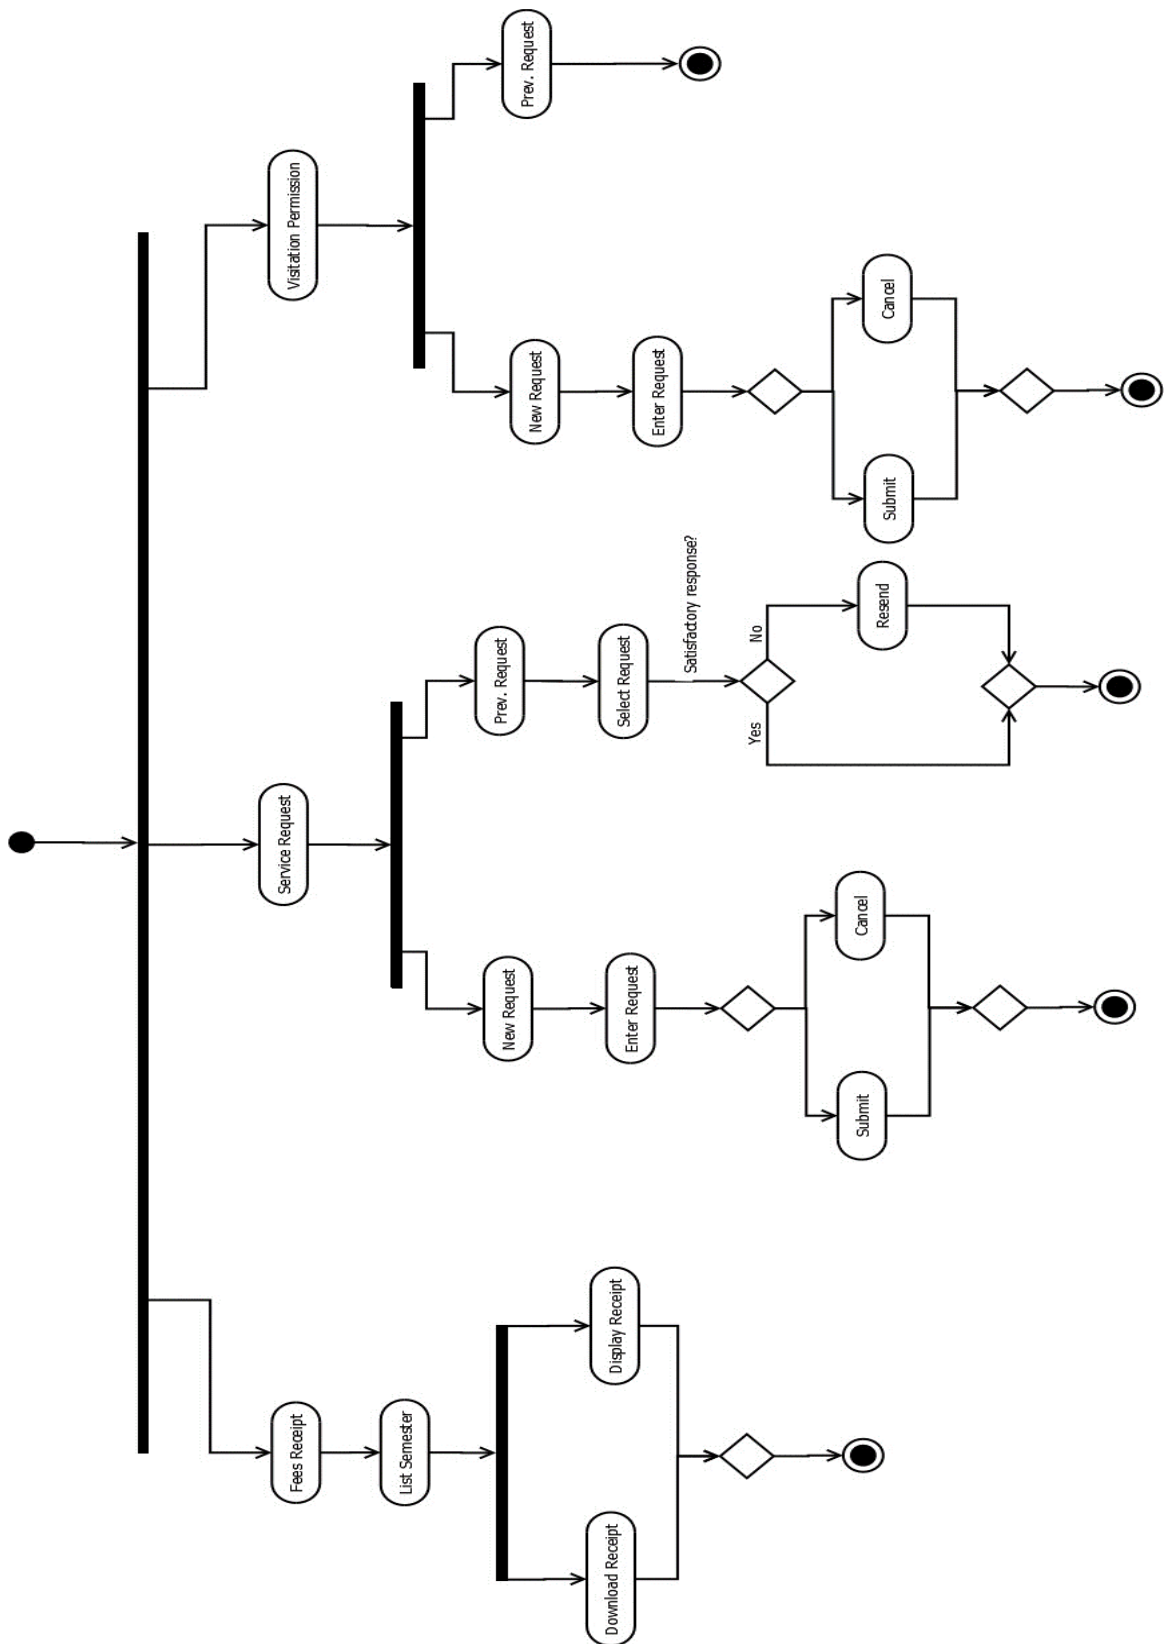 Fees Receipt
List Semester
Download Receipt
Display Receipt
Service Request
New Request
Enter Request
Submit
Cancel
Prev. Request
Select Request
Satisfactory response?
Yes
No
Resend
Visitation Permission
New Request
Enter Request
Submit
Cancel
Prev. Request